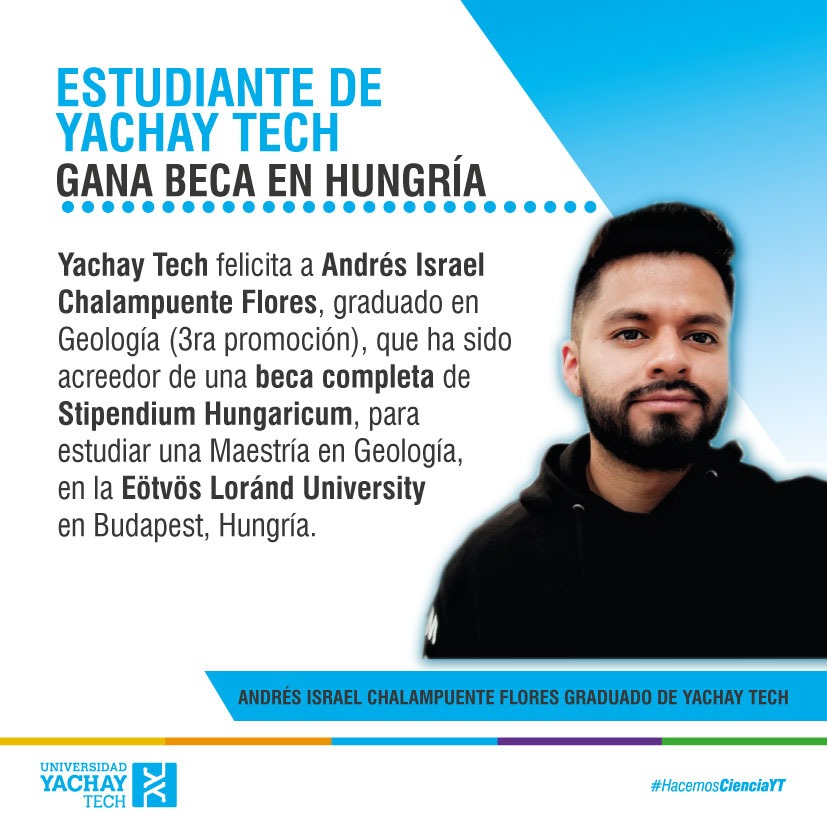 ESTUDIANTE DE
YACHAY TECH
GANA BECA EN HUNGRÍA
Yachay Tech felicita a Andrés Israel
Chalampuente Flores, graduado en
Geología (3ra promoción), que ha sido
acreedor de una beca completa de
Stipendium Hungaricum, para
estudiar una Maestría en Geología,
en la Eötvös Loránd University
en Budapest, Hungría.
ANDRÉS ISRAEL CHALAMPUENTE FLORES GRADUADO DE YACHAY TECH
UNIVERSIDAD
YACHAY
TECH
#HacemosCienciaYT